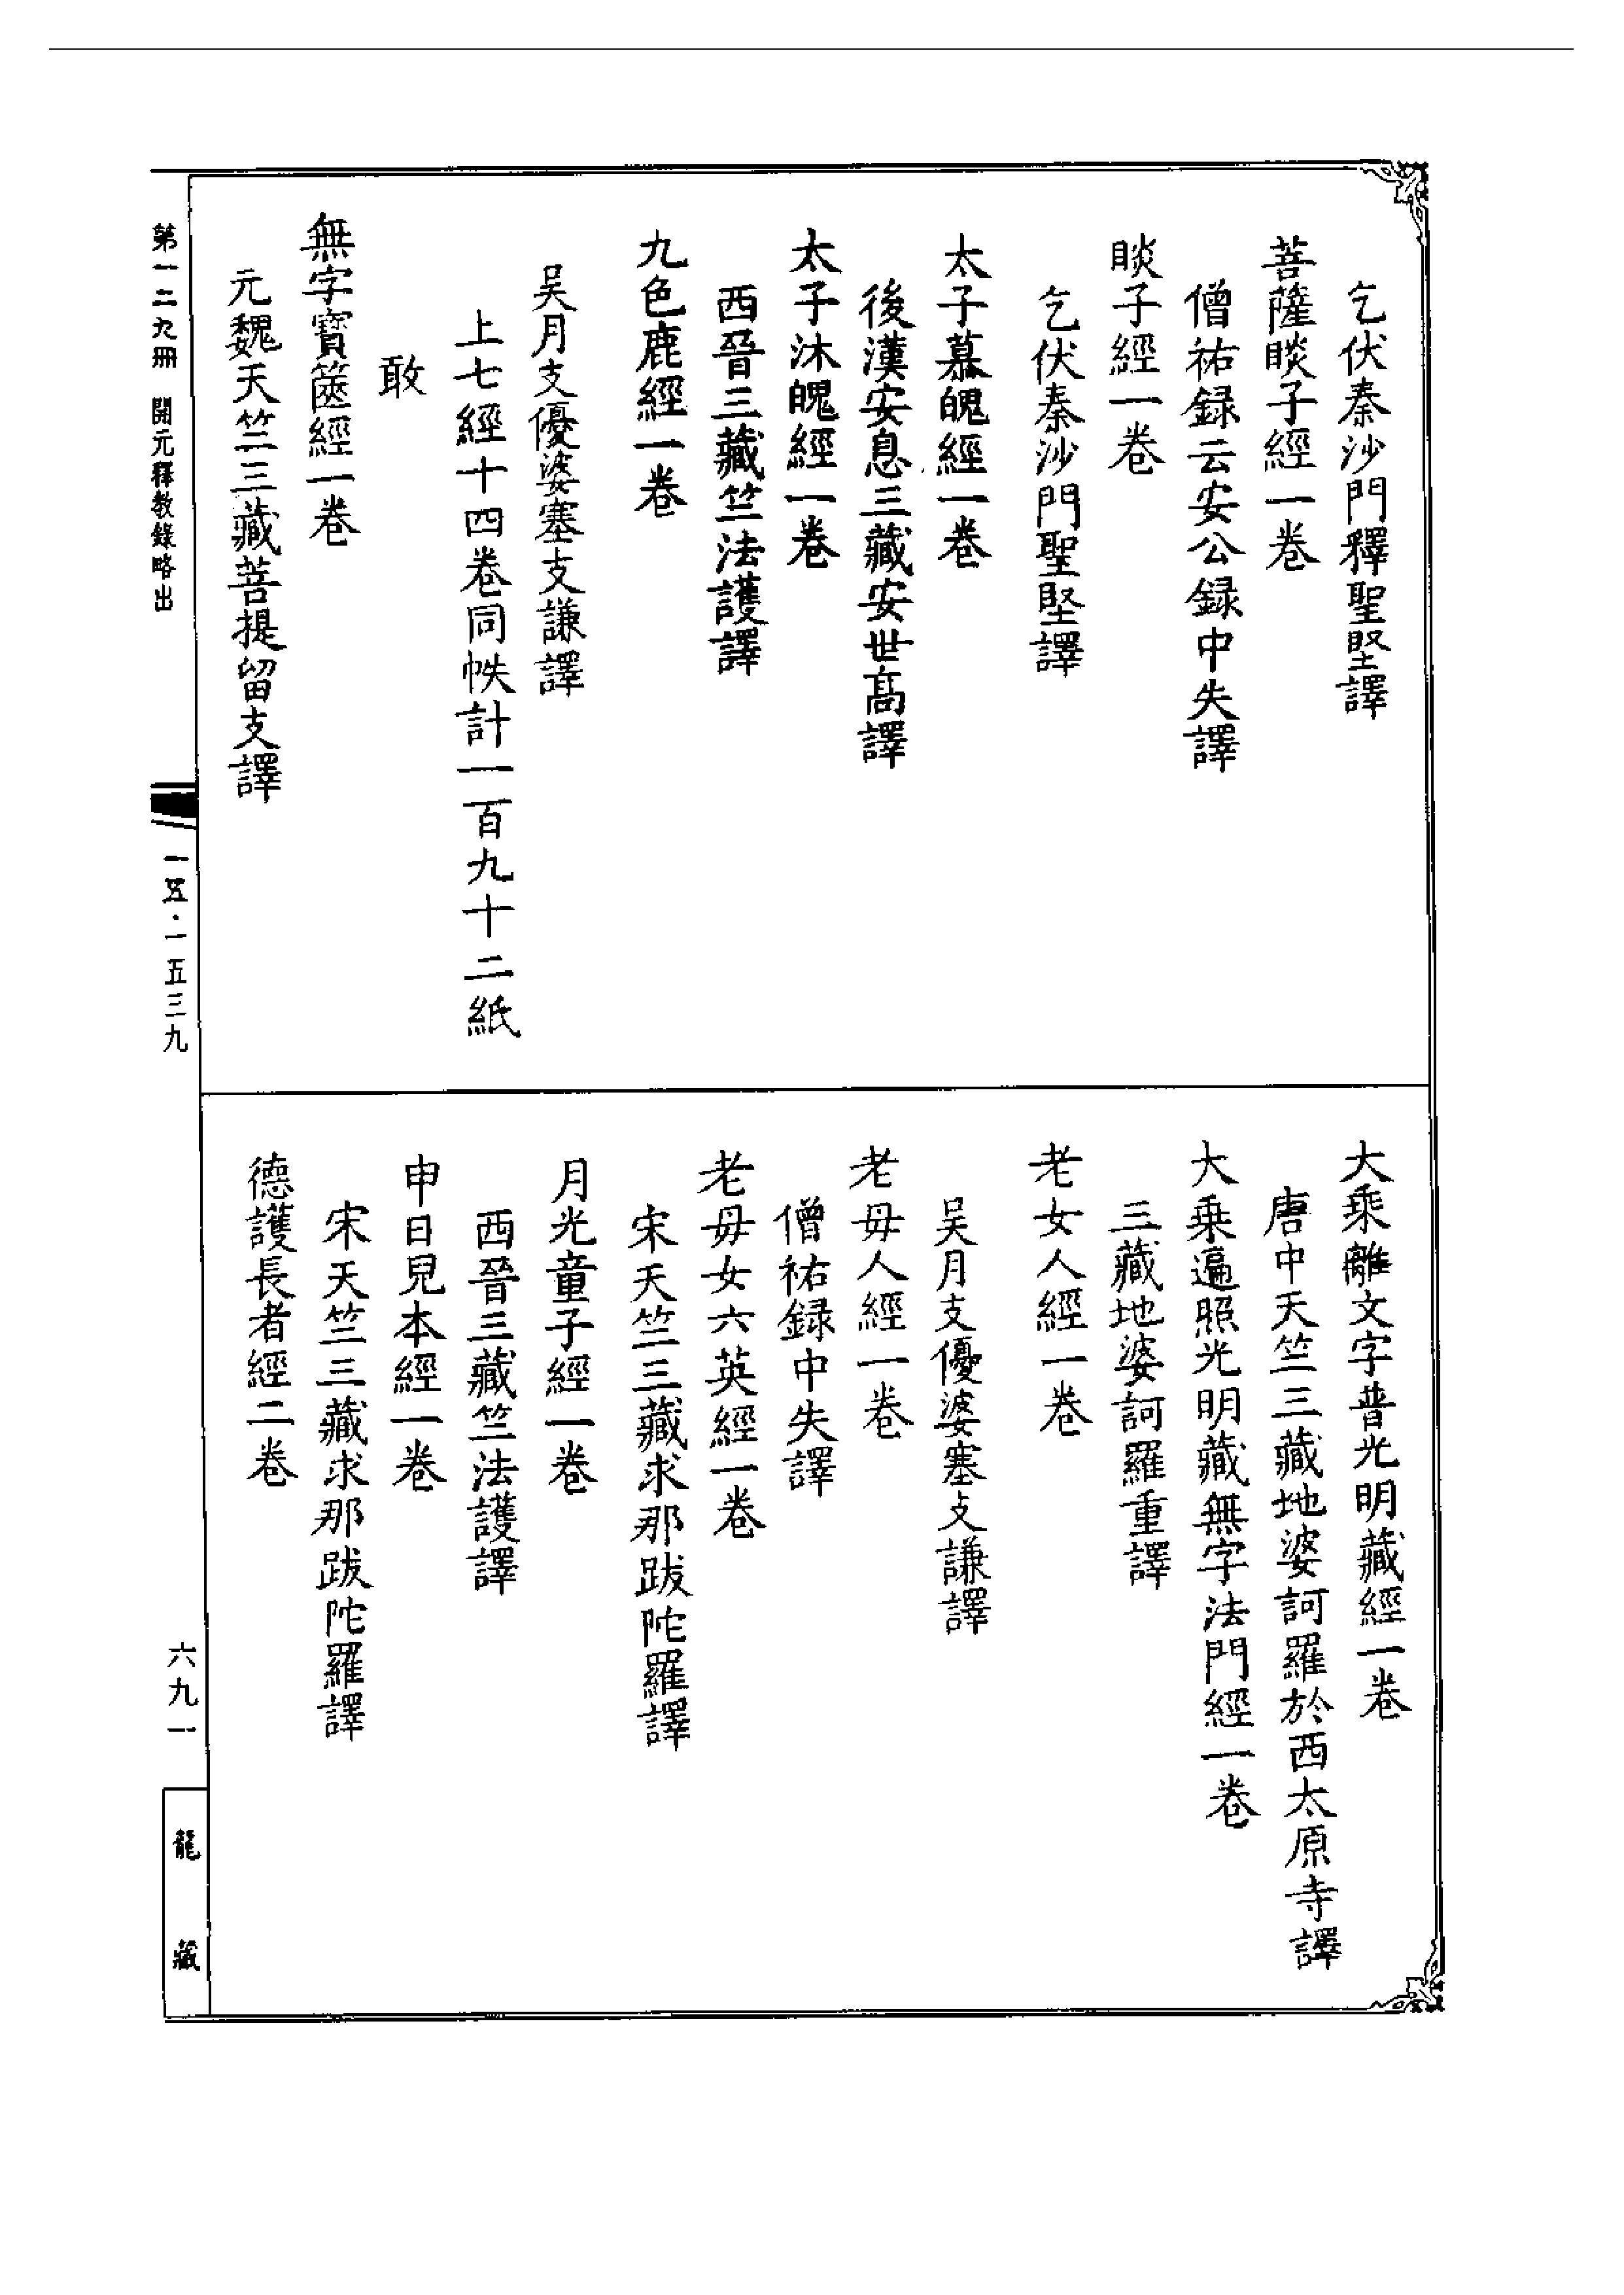 乞伏秦沙門釋聖堅譯
菩薩睒子經一卷
僧祐録云安公録中失譯
睒子經一卷
乞伏秦沙門聖堅譯
太子慕魄經一卷
後漢安息三藏安世髙譯
太子沐魄經一卷
西晉三藏竺法護譯
九色鹿經一卷
吳月支優婆塞支謙譯
上七經十四卷同帙計一百九十二紙
敢
無字寶篋經一卷
元魏天竺三藏菩提留支譯
大乘離文字普光明藏經一卷
唐中天竺三藏地婆訶羅於西太原寺譯
大乗遍照光明藏無字法門經一卷
三藏地婆訶羅重譯
老女人經一卷
吳月支優婆塞支謙譯
老母人經一卷
僧祐録中失譯
老母女六英經一卷
宋天竺三藏求那跋陀羅譯
月光童子經一卷
西晉三藏竺法護譯
申日兒本經一卷
宋天竺三藏求那跋陀羅譯
德護長者經二卷
第一二九冊 開元釋教錄略出
一五五·一五三九
六九一
龍藏